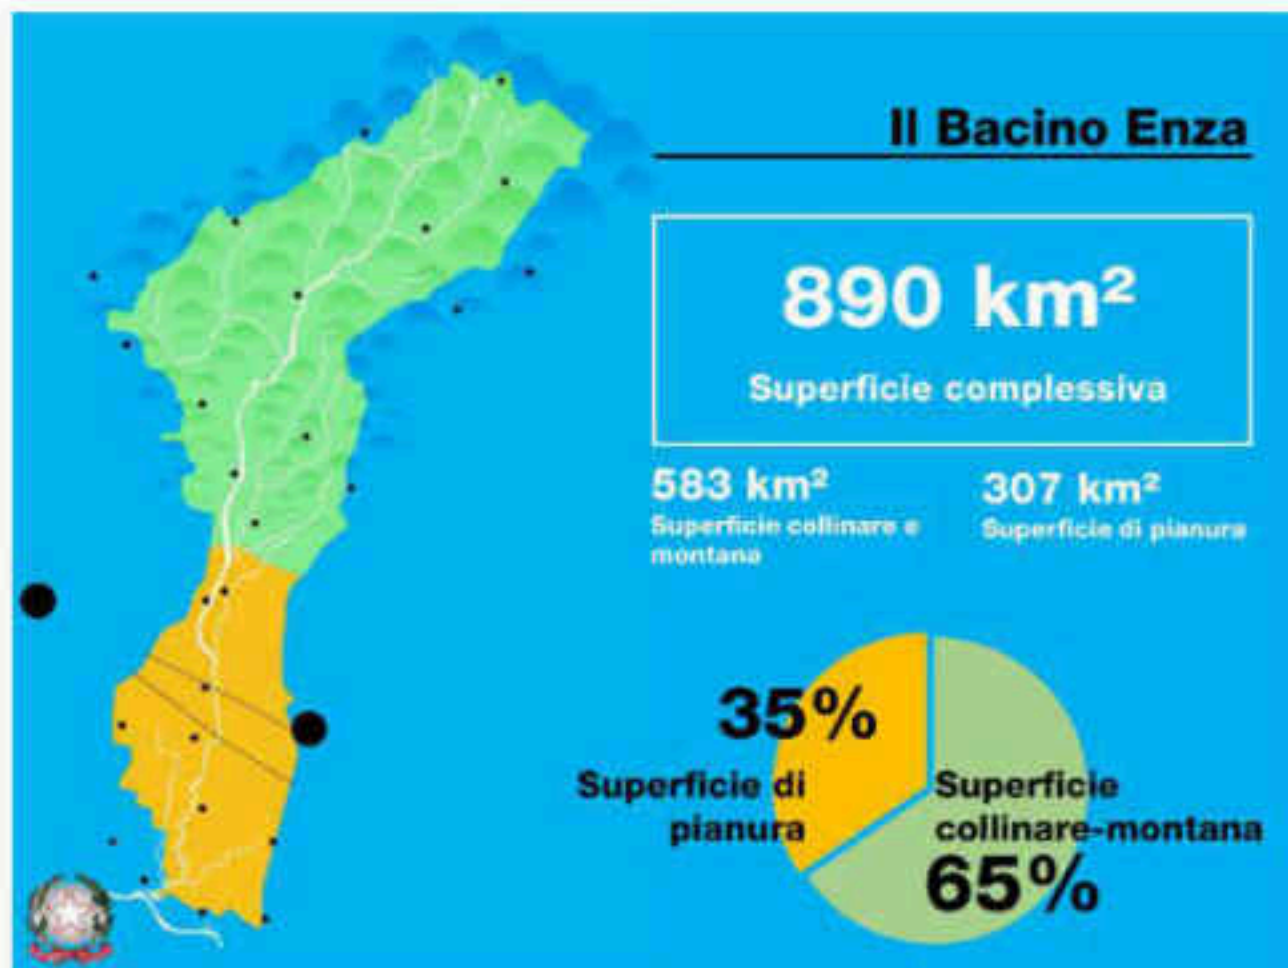 Il Bacino Enza
890 km²
Superficie complessiva
583 km²
Superficie collinare e
montana
307 km²
Superficie di pianura
35%
Superficie di
pianura
Superficie
collinare-montana
65%